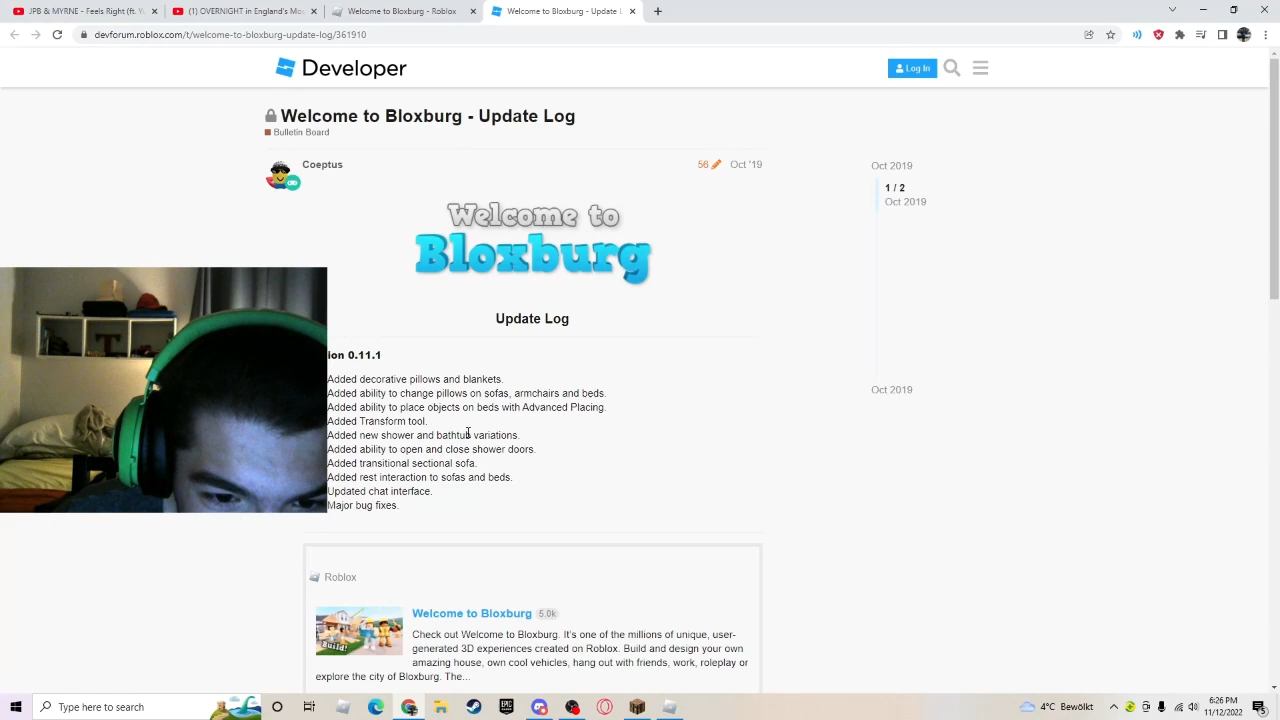 JPB & MYRNE - Feels Right (ft. Y
(1) OVERNIGHT in England's Mos
Welcome to Bloxburg - Roblox
Welcome to Bloxburg - Update L
devforum.roblox.com/t/welcome-to-bloxburg-update-log/361910
Developer
Log In
Welcome to Bloxburg - Update Log
Bulletin Board
Coeptus
56
Oct '19
Oct 2019
1 / 2
Oct 2019
Welcome to
Bloxburg
Update Log
ion 0.11.1
Added decorative pillows and blankets.
Added ability to change pillows on sofas, armchairs and beds.
Added ability to place objects on beds with Advanced Placing.
Oct 2019
Added Transform tool.
Added new shower and bathtub variations.
Added ability to open and close shower doors.
Added transitional sectional sofa.
Added rest interaction to sofas and beds.
Updated chat interface.
Major bug fixes.
Roblox
Welcome to Bloxburg 5.0k
Check out Welcome to Bloxburg. It's one of the millions of unique, user-
generated 3D experiences created on Roblox. Build and design your own
amazing house, own cool vehicles, hang out with friends, work, roleplay or
explore the city of Bloxburg. The...
Type here to search
4°C Bewolkt
6:26 PM
11/12/2022
5